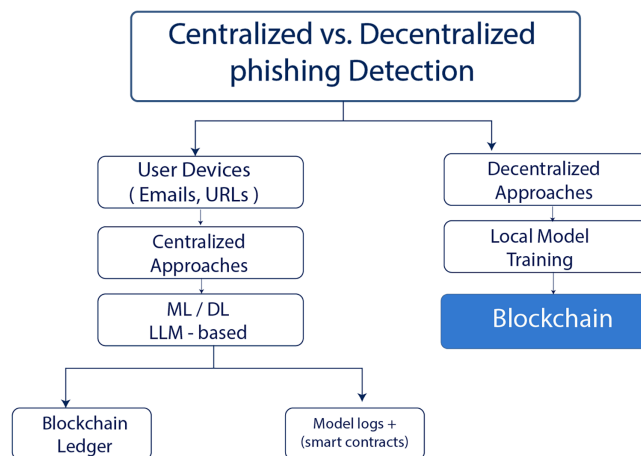 Centralized vs. Decentralized
phishing Detection
User Devices
( Emails, URLs )
Centralized
Approaches
ML / DL
LLM - based
Blockchain
Ledger
Model logs +
(smart contracts)
Decentralized
Approaches
Local Model
Training
Blockchain